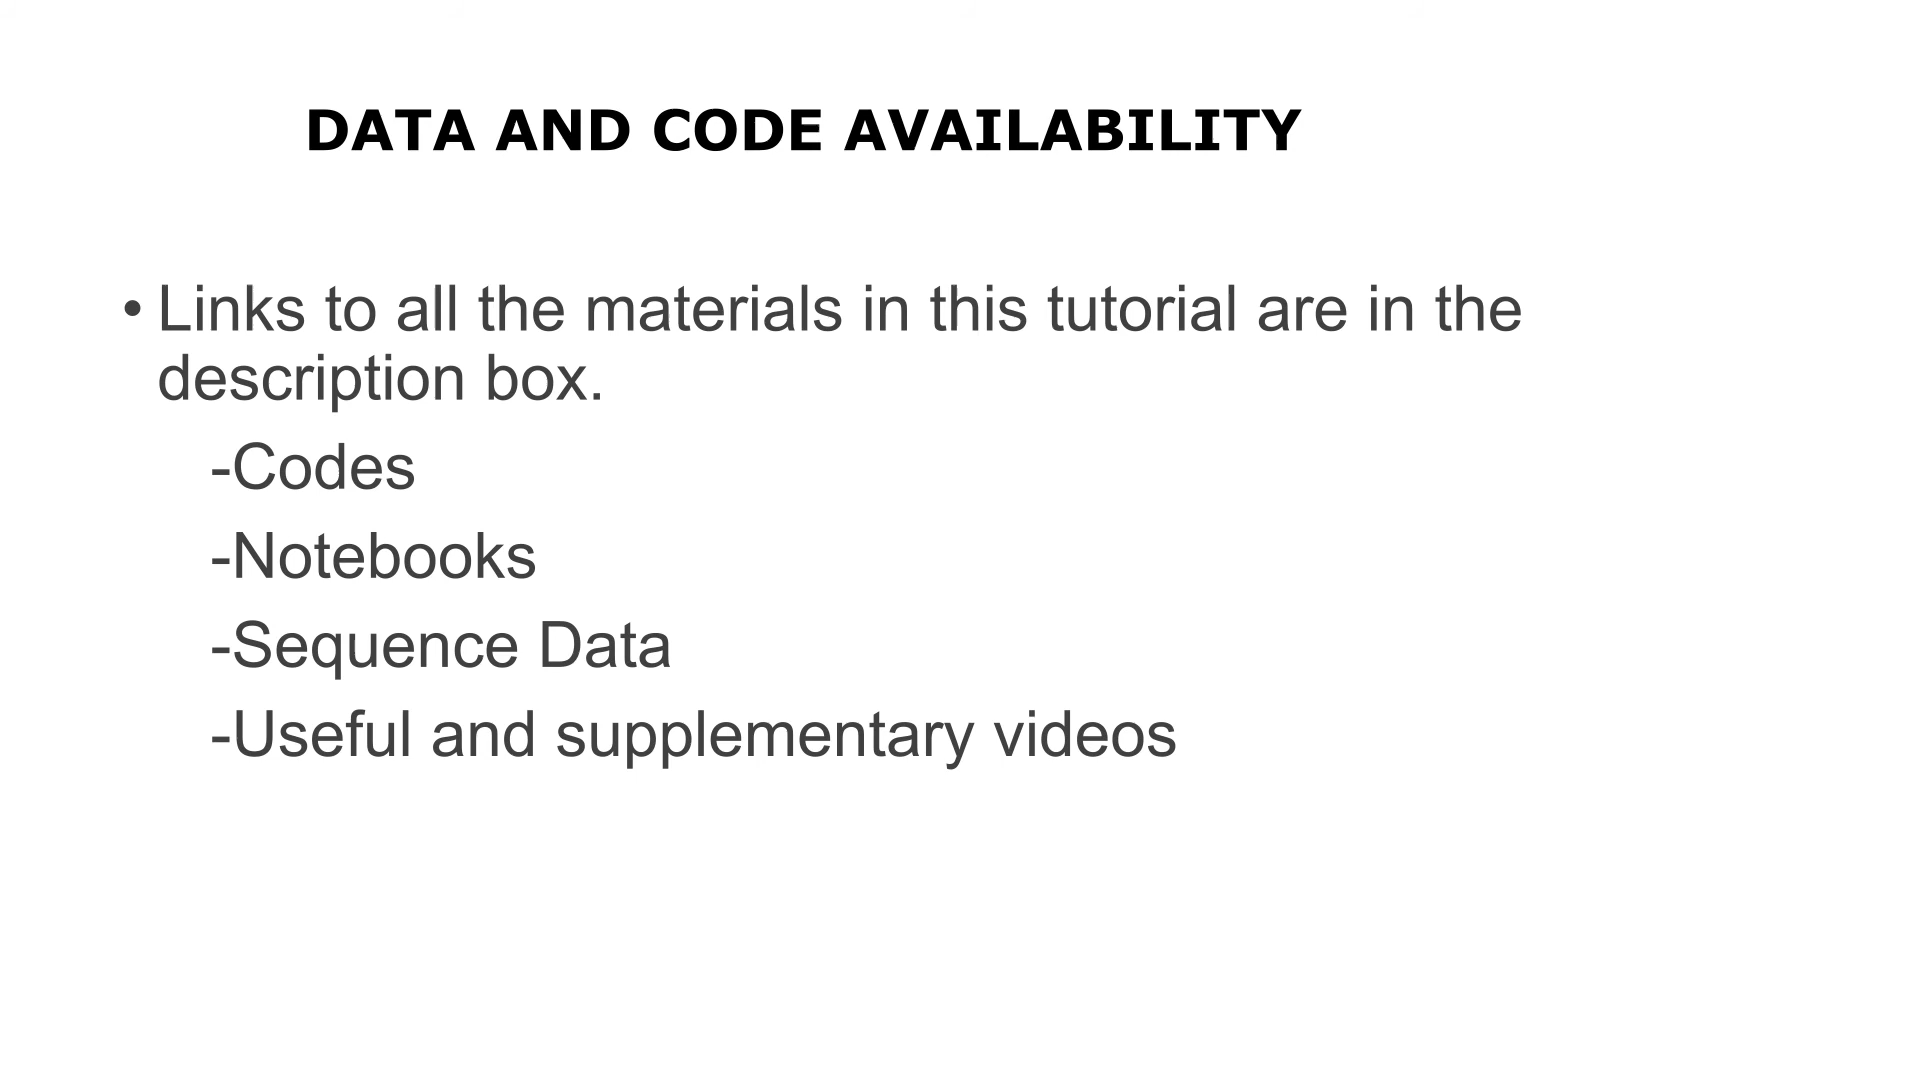 DATA AND CODE AVAILABILITY
• Links to all the materials in this tutorial are in the
description box.
-Codes
-Notebooks
-Sequence Data
-Useful and supplementary videos